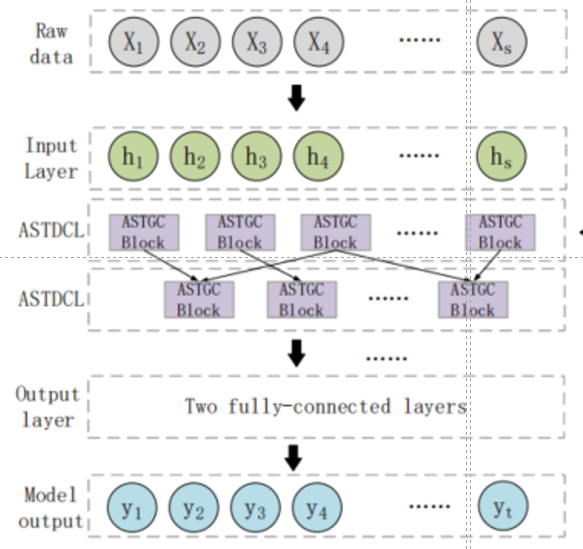 Raw
data
X1 X2 X3 X4 ...... Xs
Input
Layer
h1 h2 h3 h4 ...... hs
ASTDCL
ASTGC
Block
ASTGC
Block
ASTGC
Block
......
ASTGC
Block
ASTDCL
ASTGC
Block
ASTGC
Block
......
ASTGC
Block
......
Output
layer
Two fully-connected layers
Model
output
y1 y2 y3 y4 ...... yt